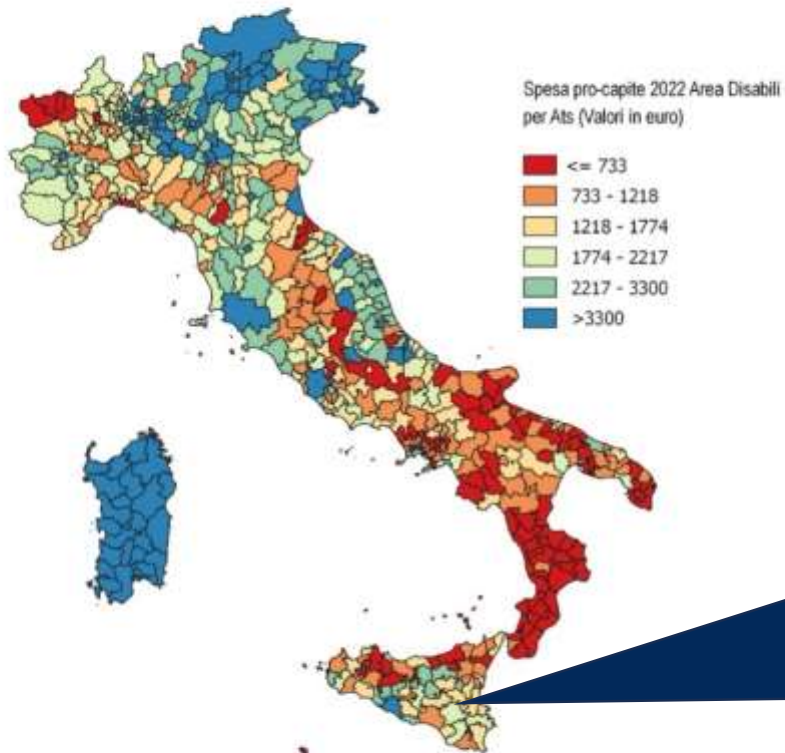 Spesa pro-capite 2022 Area Disabili
per Ats (Valori in euro)
<= 733
733 - 1218
1218 - 1774
1774 - 2217
2217 - 3300
>3300